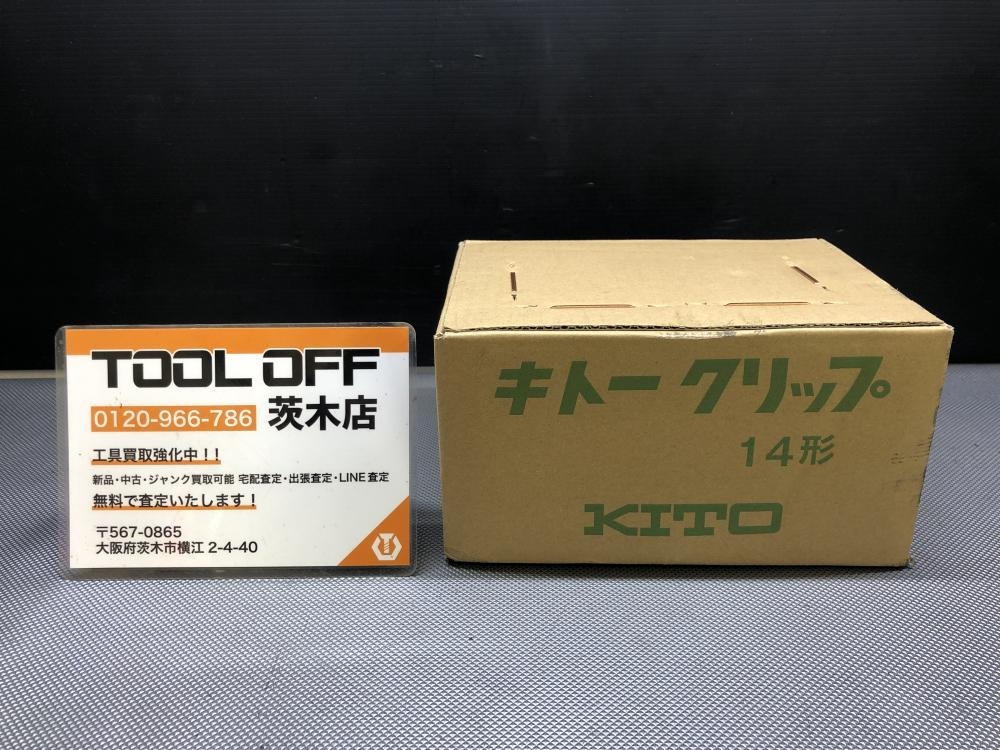 TOOL OFF
0120-966-786 茨木店
工具買取強化中！！
新品・中古・ジャンク買取可能 宅配査定・出張査定・LINE査定
無料で査定いたします！
〒567-0865
大阪府茨木市横江 2-4-40
キトークリップ
14形
KITO